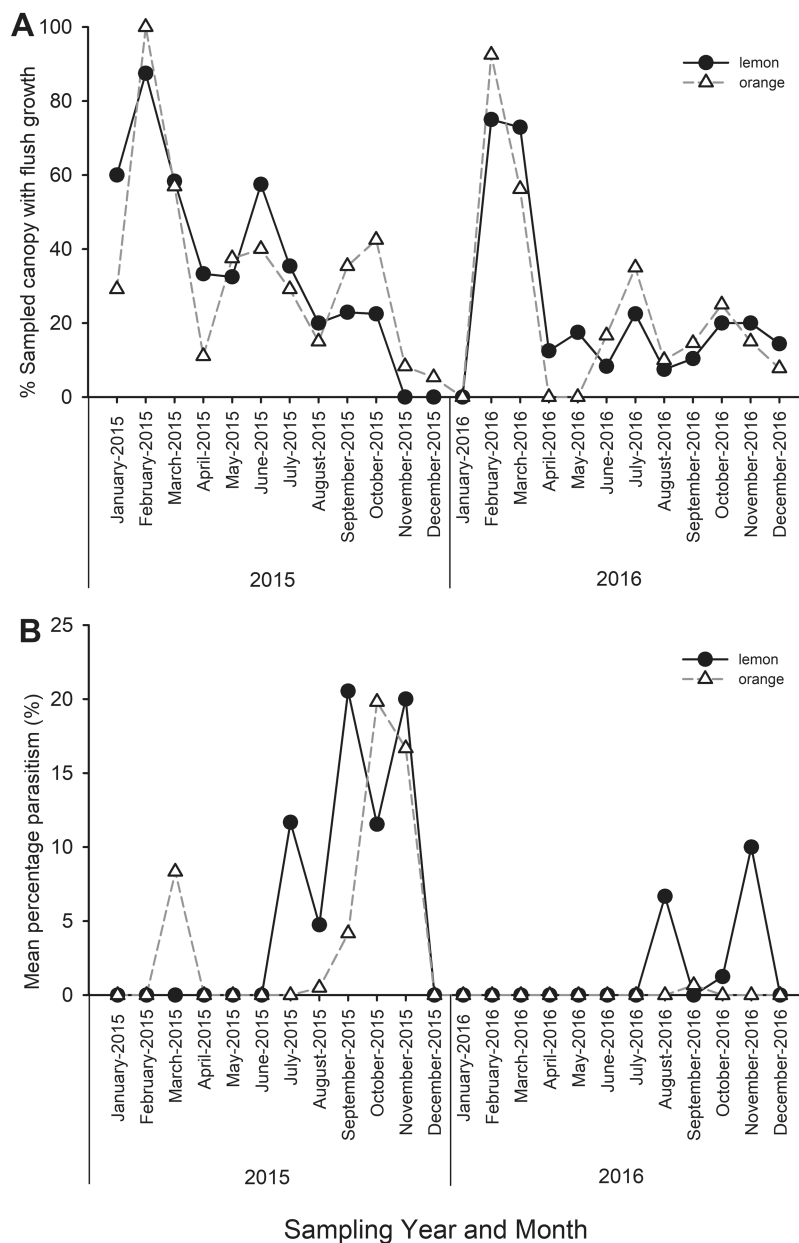 A
% Sampled canopy with flush growth
100
80
60
40
20
0
lemon
orange
January-2015
February-2015
March-2015
April-2015
May-2015
June-2015
July-2015
August-2015
September-2015
October-2015
November-2015
December-2015
January-2016
February-2016
March-2016
April-2016
May-2016
June-2016
July-2016
August-2016
September-2016
October-2016
November-2016
December-2016
2015
2016
B
Mean percentage parasitism (%)
25
20
15
10
5
0
lemon
orange
January-2015
February-2015
March-2015
April-2015
May-2015
June-2015
July-2015
August-2015
September-2015
October-2015
November-2015
December-2015
January-2016
February-2016
March-2016
April-2016
May-2016
June-2016
July-2016
August-2016
September-2016
October-2016
November-2016
December-2016
2015
2016
Sampling Year and Month